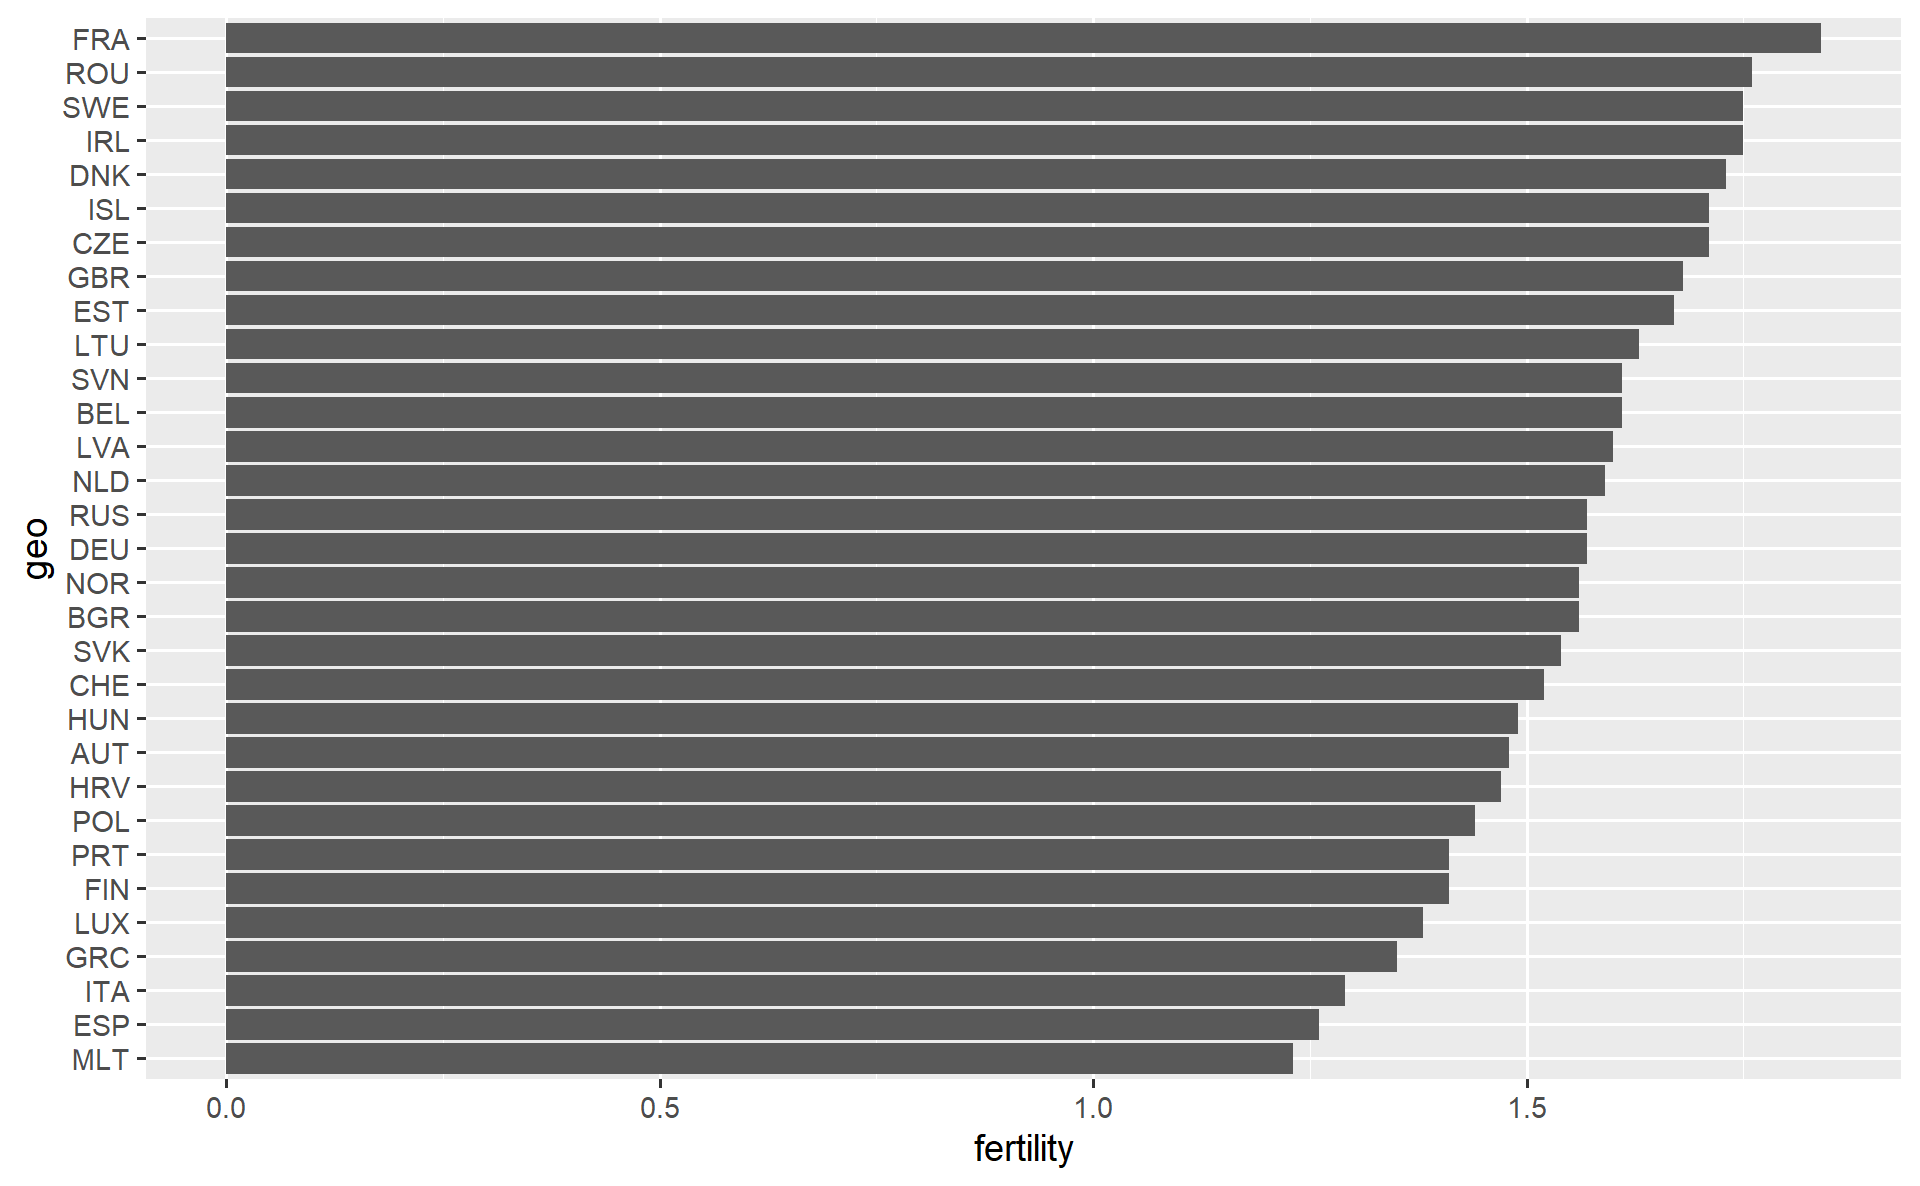 FRA
ROU
SWE
IRL
DNK
ISL
CZE
GBR
EST
LTU
SVN
BEL
LVA
NLD
RUS
DEU
NOR
BGR
SVK
CHE
HUN
AUT
HRV
POL
PRT
FIN
LUX
GRC
ITA
ESP
MLT
geo
0.0 0.5 1.0 1.5
fertility